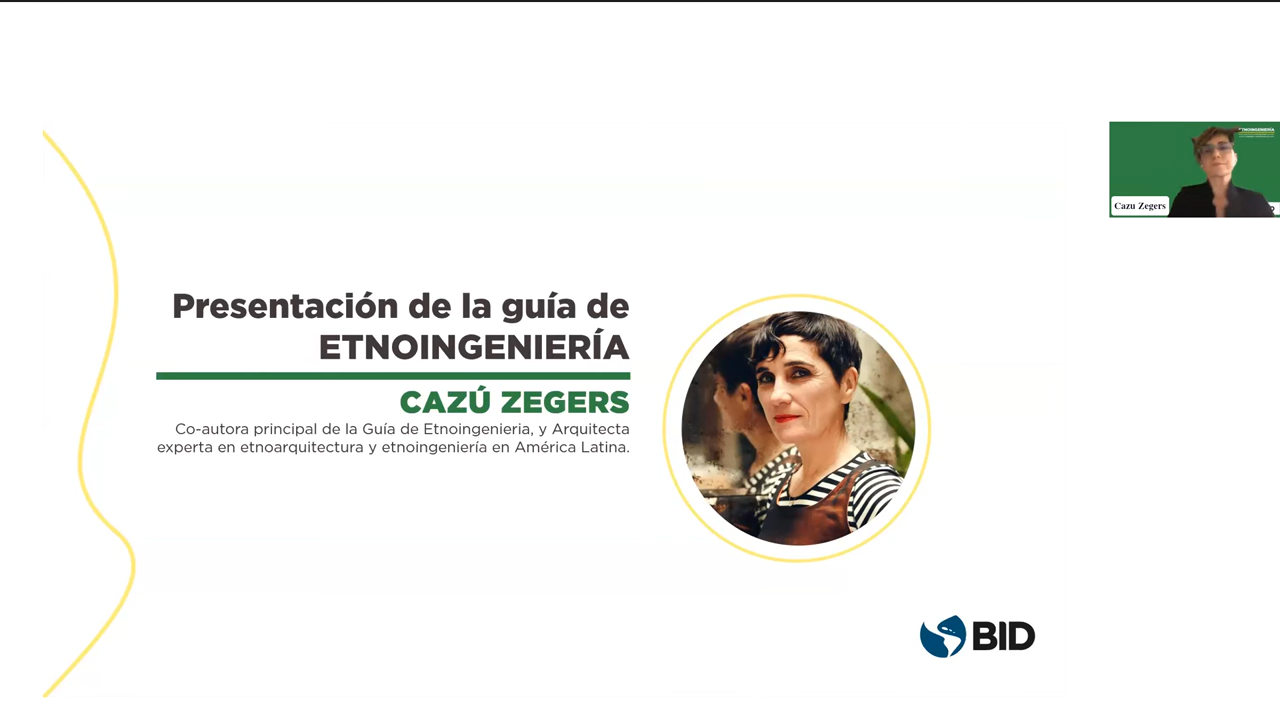 Presentación de la guía de
ETNOINGENIERÍA
CAZÚ ZEGERS
Co-autora principal de la Guía de Etnoingenieria, y Arquitecta
experta en etnoarquitectura y etnoingeniería en América Latina.
BID
ETNOINGENIERÍA
Cazu Zegers